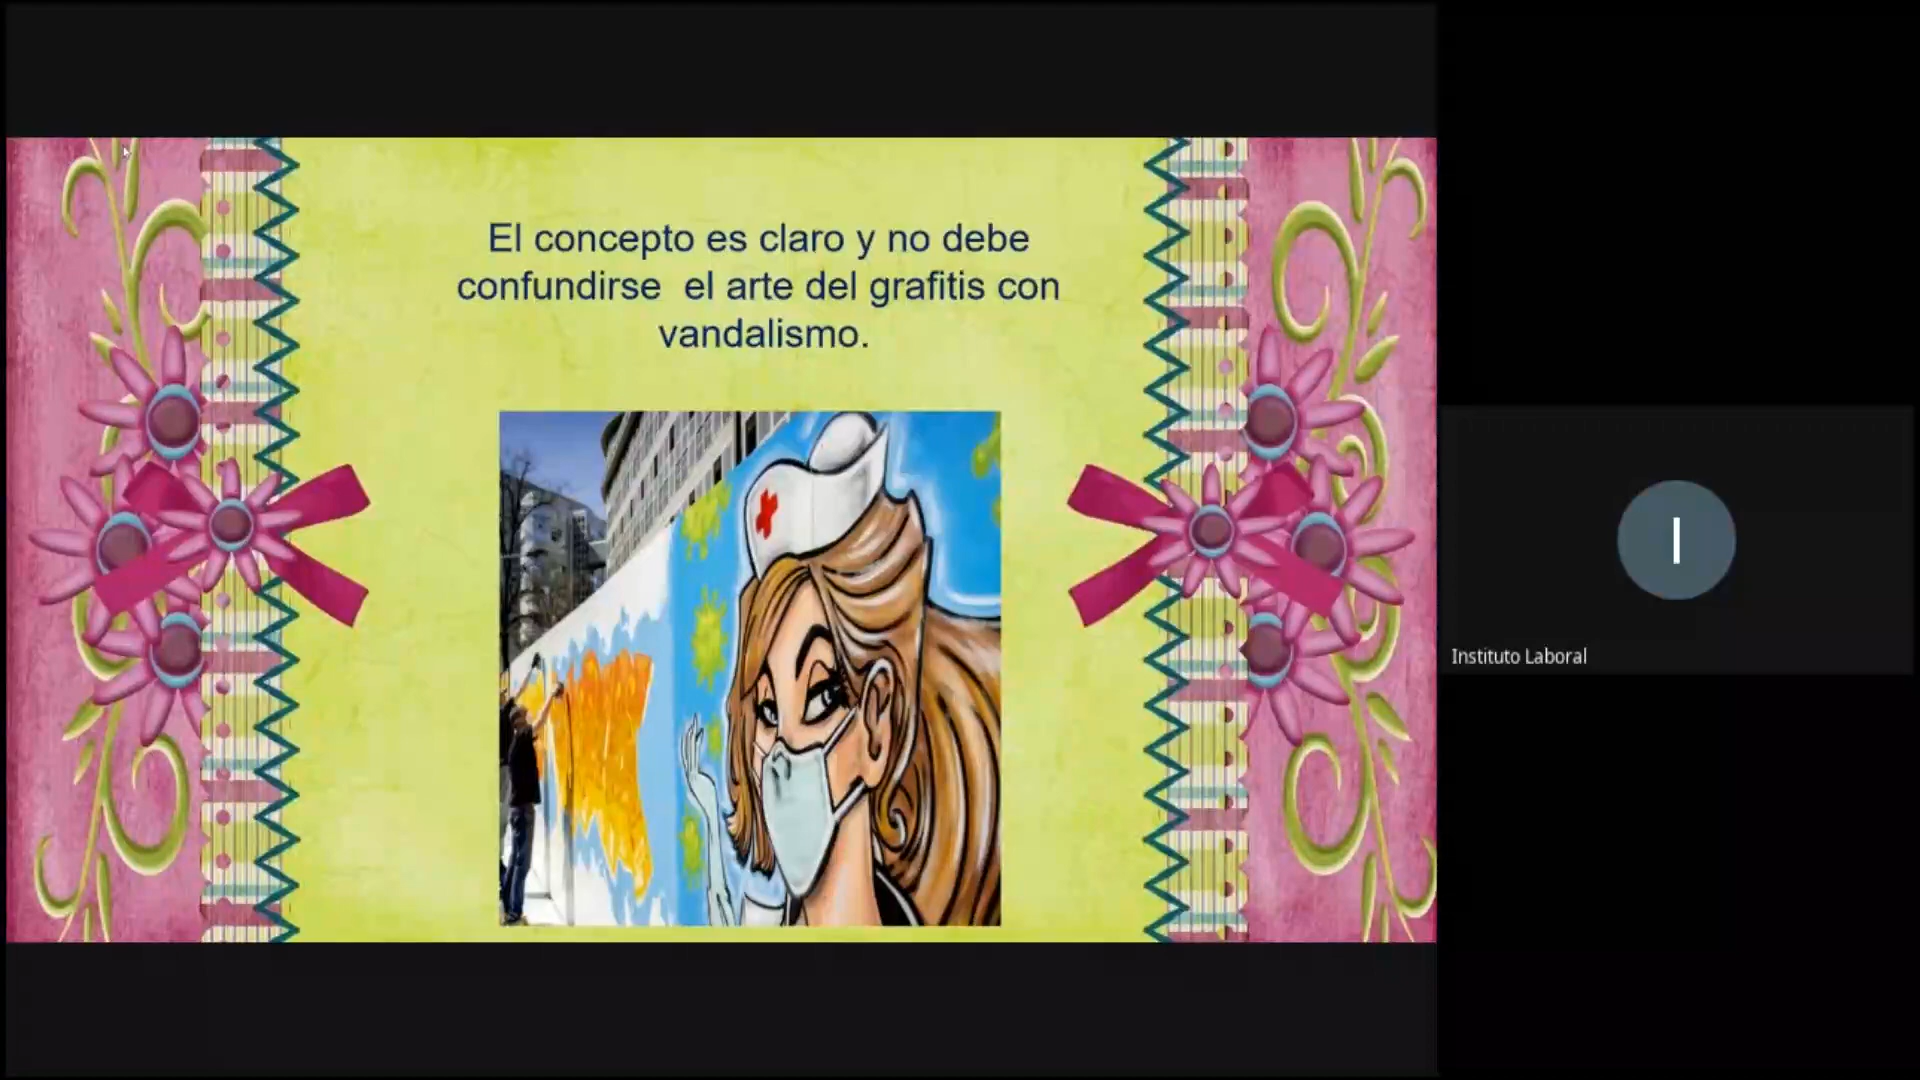 El concepto es claro y no debe
confundirse  el arte del grafitis con
vandalismo.
I
Instituto Laboral